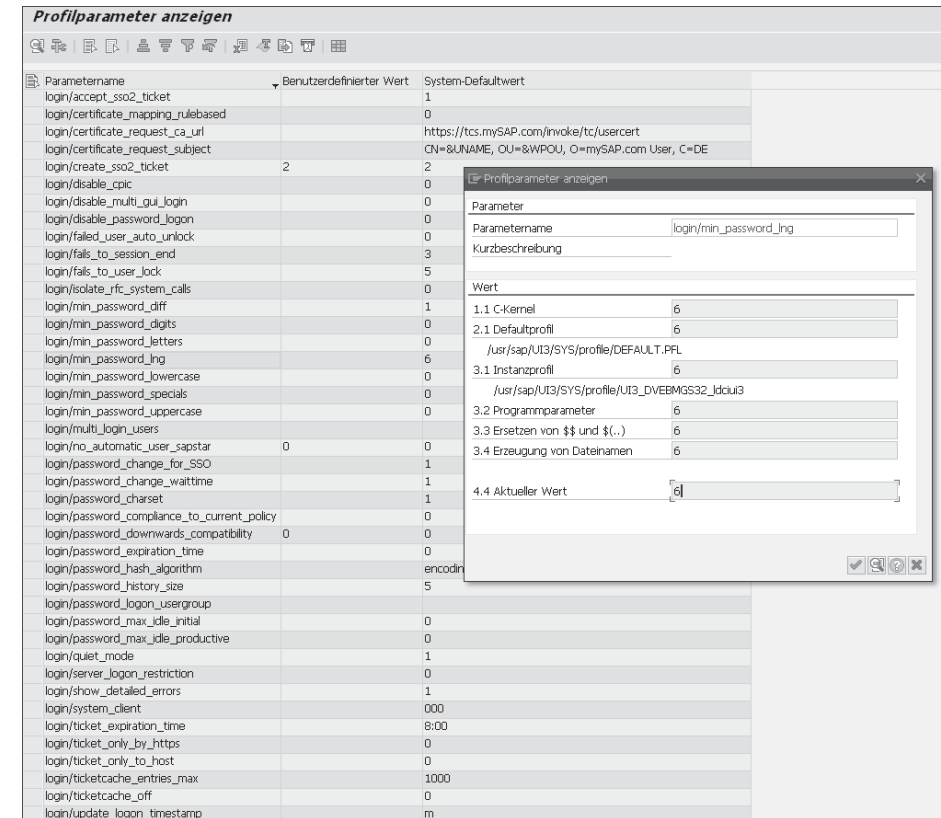 Profilparameter anzeigen
Parametername Benutzerdefinierter Wert System-Defaultwert
login/accept_sso2_ticket 1
login/certificate_mapping_rulebased 0
login/certificate_request_ca_url https://tcs.mySAP.com/invoke/tc/usercert
login/certificate_request_subject CN=&UNAME, OU=&WPOU, O=mySAP.com User, C=DE
login/create_sso2_ticket 2 2
login/disable_cpic 0
login/disable_multi_gui_login 0
login/disable_password_logon 0
login/failed_user_auto_unlock 0
login/fails_to_session_end 3
login/fails_to_user_lock 5
login/isolate_rfc_system_calls 0
login/min_password_diff 1
login/min_password_digits 0
login/min_password_letters 0
login/min_password_lng 6
login/min_password_lowercase 0
login/min_password_specials 0
login/min_password_uppercase 0
login/multi_login_users
login/no_automatic_user_sapstar 0 0
login/password_change_for_SSO 1
login/password_change_waittime 1
login/password_charset 1
login/password_compliance_to_current_policy 0
login/password_downwards_compatibility 0 0
login/password_expiration_time 0
login/password_hash_algorithm encodin
login/password_history_size 5
login/password_logon_usergroup
login/password_max_idle_initial 0
login/password_max_idle_productive 0
login/quiet_mode 1
login/server_logon_restriction 0
login/show_detailed_errors 1
login/system_client 000
login/ticket_expiration_time 8:00
login/ticket_only_by_https 0
login/ticket_only_to_host 0
login/ticketcache_entries_max 1000
login/ticketcache_off 0
login/update_logon_timestamp m
Profilparameter anzeigen
Parameter
Parametername login/min_password_lng
Kurzbeschreibung
Wert
1.1 C-Kernel 6
2.1 Defaultprofil 6
/usr/sap/UI3/SYS/profile/DEFAULT.PFL
3.1 Instanzprofil 6
/usr/sap/UI3/SYS/profile/UI3_DVEBMGS32_ldciui3
3.2 Programmparameter 6
3.3 Ersetzen von $$ und $(..) 6
3.4 Erzeugung von Dateinamen 6
4.4 Aktueller Wert 6